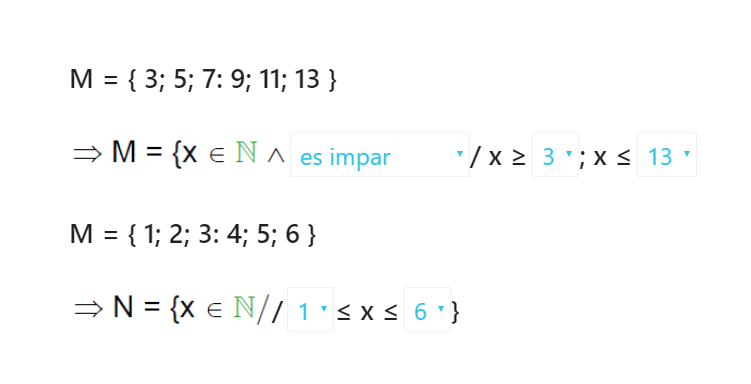 M = { 3; 5; 7: 9; 11; 13 }
⇒ M = {x ∈ ℕ ∧ es impar / x ≥ 3 ; x ≤ 13
M = { 1; 2; 3: 4; 5; 6 }
⇒ N = {x ∈ ℕ// 1 ≤ x ≤ 6 }